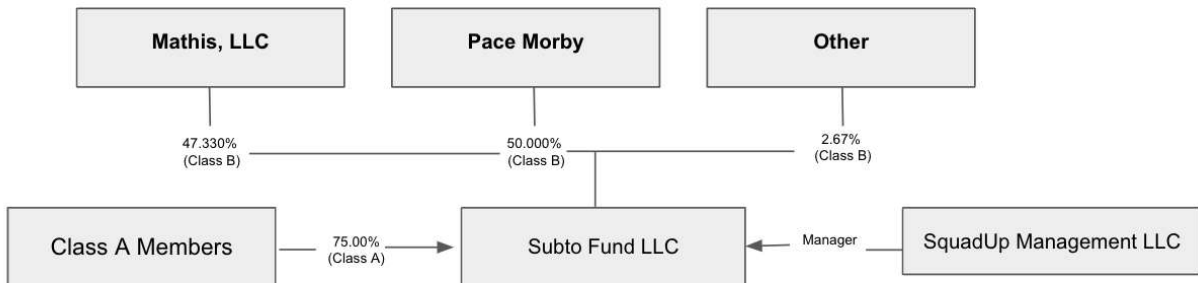 Mathis, LLC
Pace Morby
Other
47.330%
(Class B)
50.000%
(Class B)
2.67%
(Class B)
Class A Members
75.00%
(Class A)
Subto Fund LLC
Manager
SquadUp Management LLC